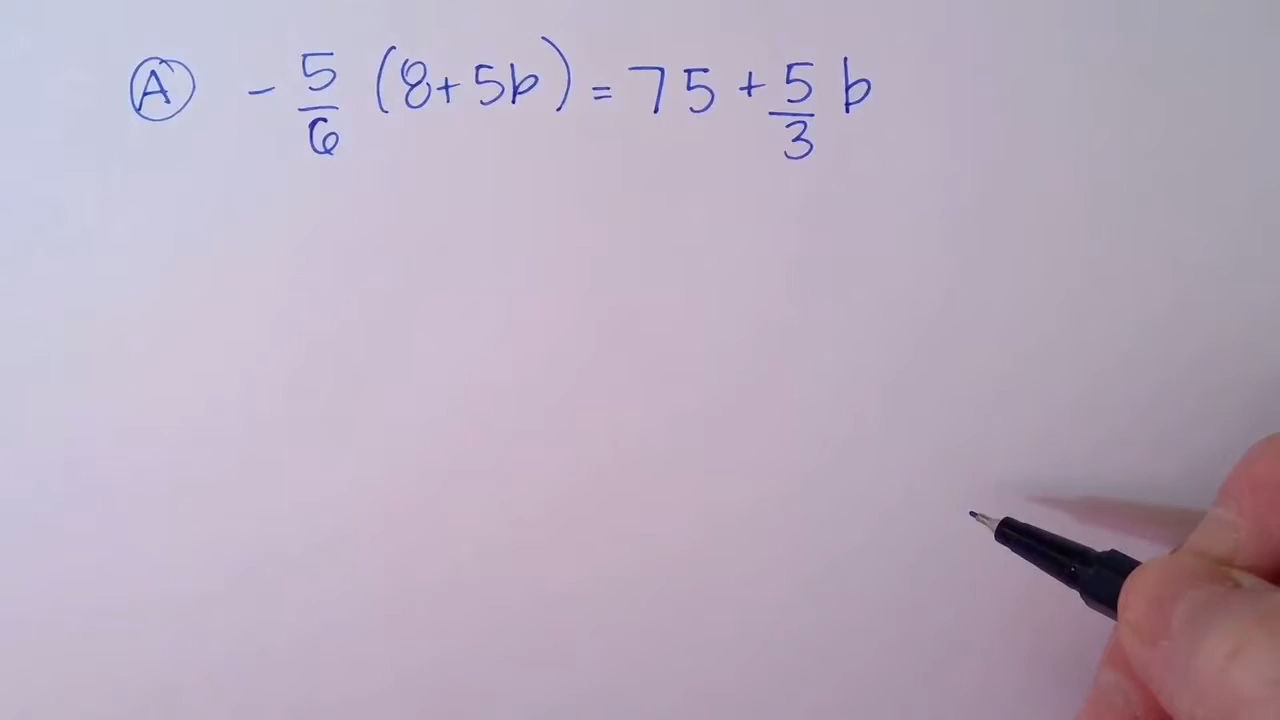 Ⓐ - 5/6 (8+5b) = 75 + 5/3 b